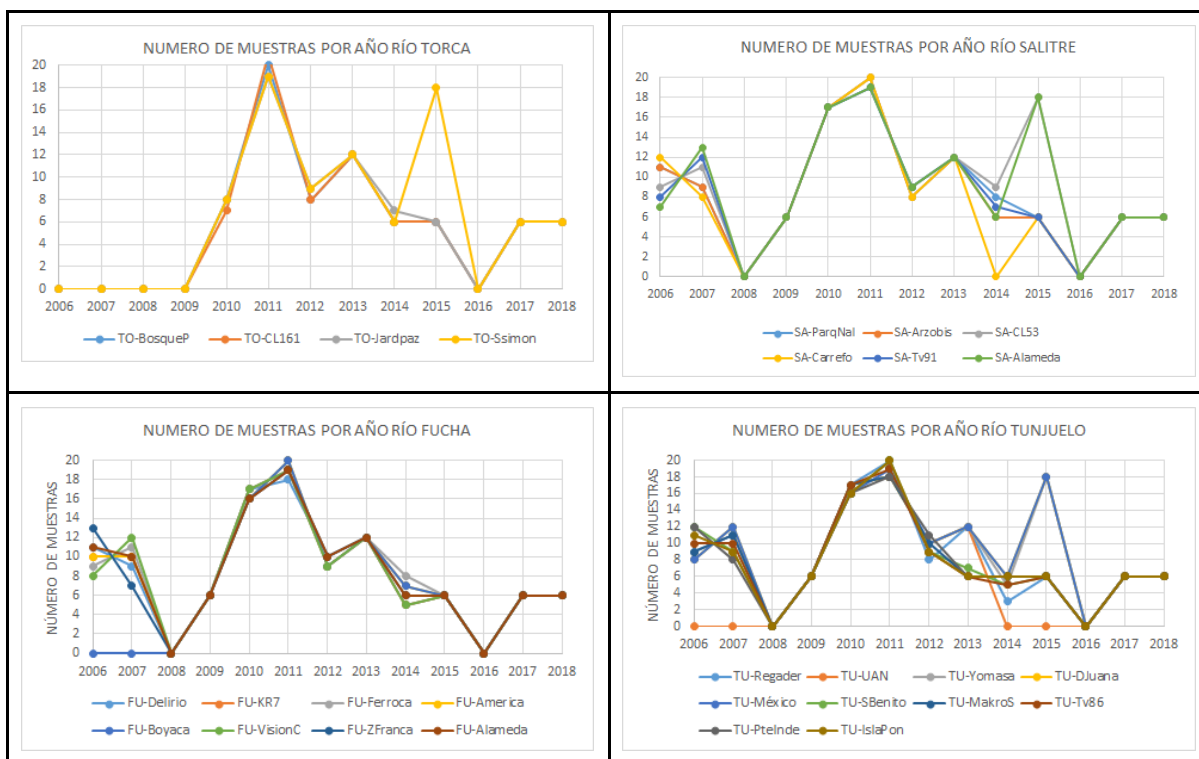 NUMERO DE MUESTRAS POR AÑO RÍO TORCA
20
18
16
14
12
10
8
6
4
2
0
2006 2007 2008 2009 2010 2011 2012 2013 2014 2015 2016 2017 2018
TO-BosqueP TO-CL161 TO-Jardpaz TO-Ssimon
NUMERO DE MUESTRAS POR AÑO RÍO SALITRE
20
18
16
14
12
10
8
6
4
2
0
2006 2007 2008 2009 2010 2011 2012 2013 2014 2015 2016 2017 2018
SA-ParqNal SA-Arzobis SA-CL53
SA-Carrefo SA-Tv91 SA-Alameda
NUMERO DE MUESTRAS POR AÑO RÍO FUCHA
NÚMERO DE MUESTRAS
20
18
16
14
12
10
8
6
4
2
0
2006 2007 2008 2009 2010 2011 2012 2013 2014 2015 2016 2017 2018
FU-Delirio FU-KR7 FU-Ferroca FU-America
FU-Boyaca FU-VisionC FU-ZFranca FU-Alameda
NUMERO DE MUESTRAS POR AÑO RÍO TUNJUELO
NÚMERO DE MUESTRAS
20
18
16
14
12
10
8
6
4
2
0
2006 2007 2008 2009 2010 2011 2012 2013 2014 2015 2016 2017 2018
TU-Regader TU-UAN TU-Yomasa TU-DJuana
TU-México TU-SBenito TU-MakroS TU-Tv86
TU-PteInde TU-IslaPon